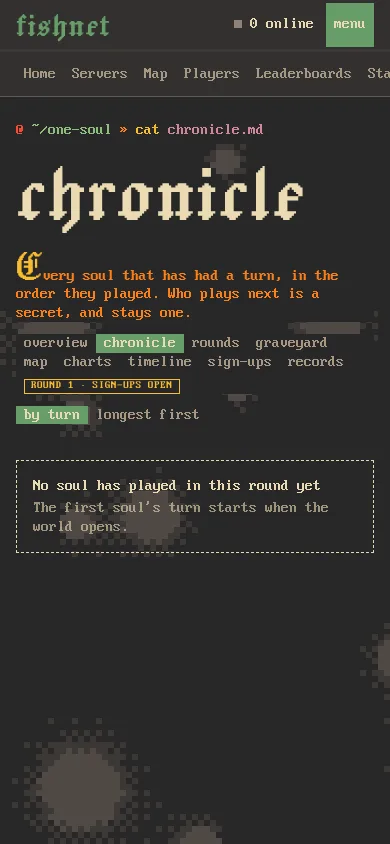 fishnet
0 online
menu
Home Servers Map Players Leaderboards Sta
@ ~/one-soul » cat chronicle.md
chronicle
Every soul that has had a turn, in the
order they played. Who plays next is a
secret, and stays one.
overview chronicle rounds graveyard
map charts timeline sign-ups records
ROUND 1 · SIGN-UPS OPEN
by turn longest first
No soul has played in this round yet
The first soul's turn starts when the
world opens.